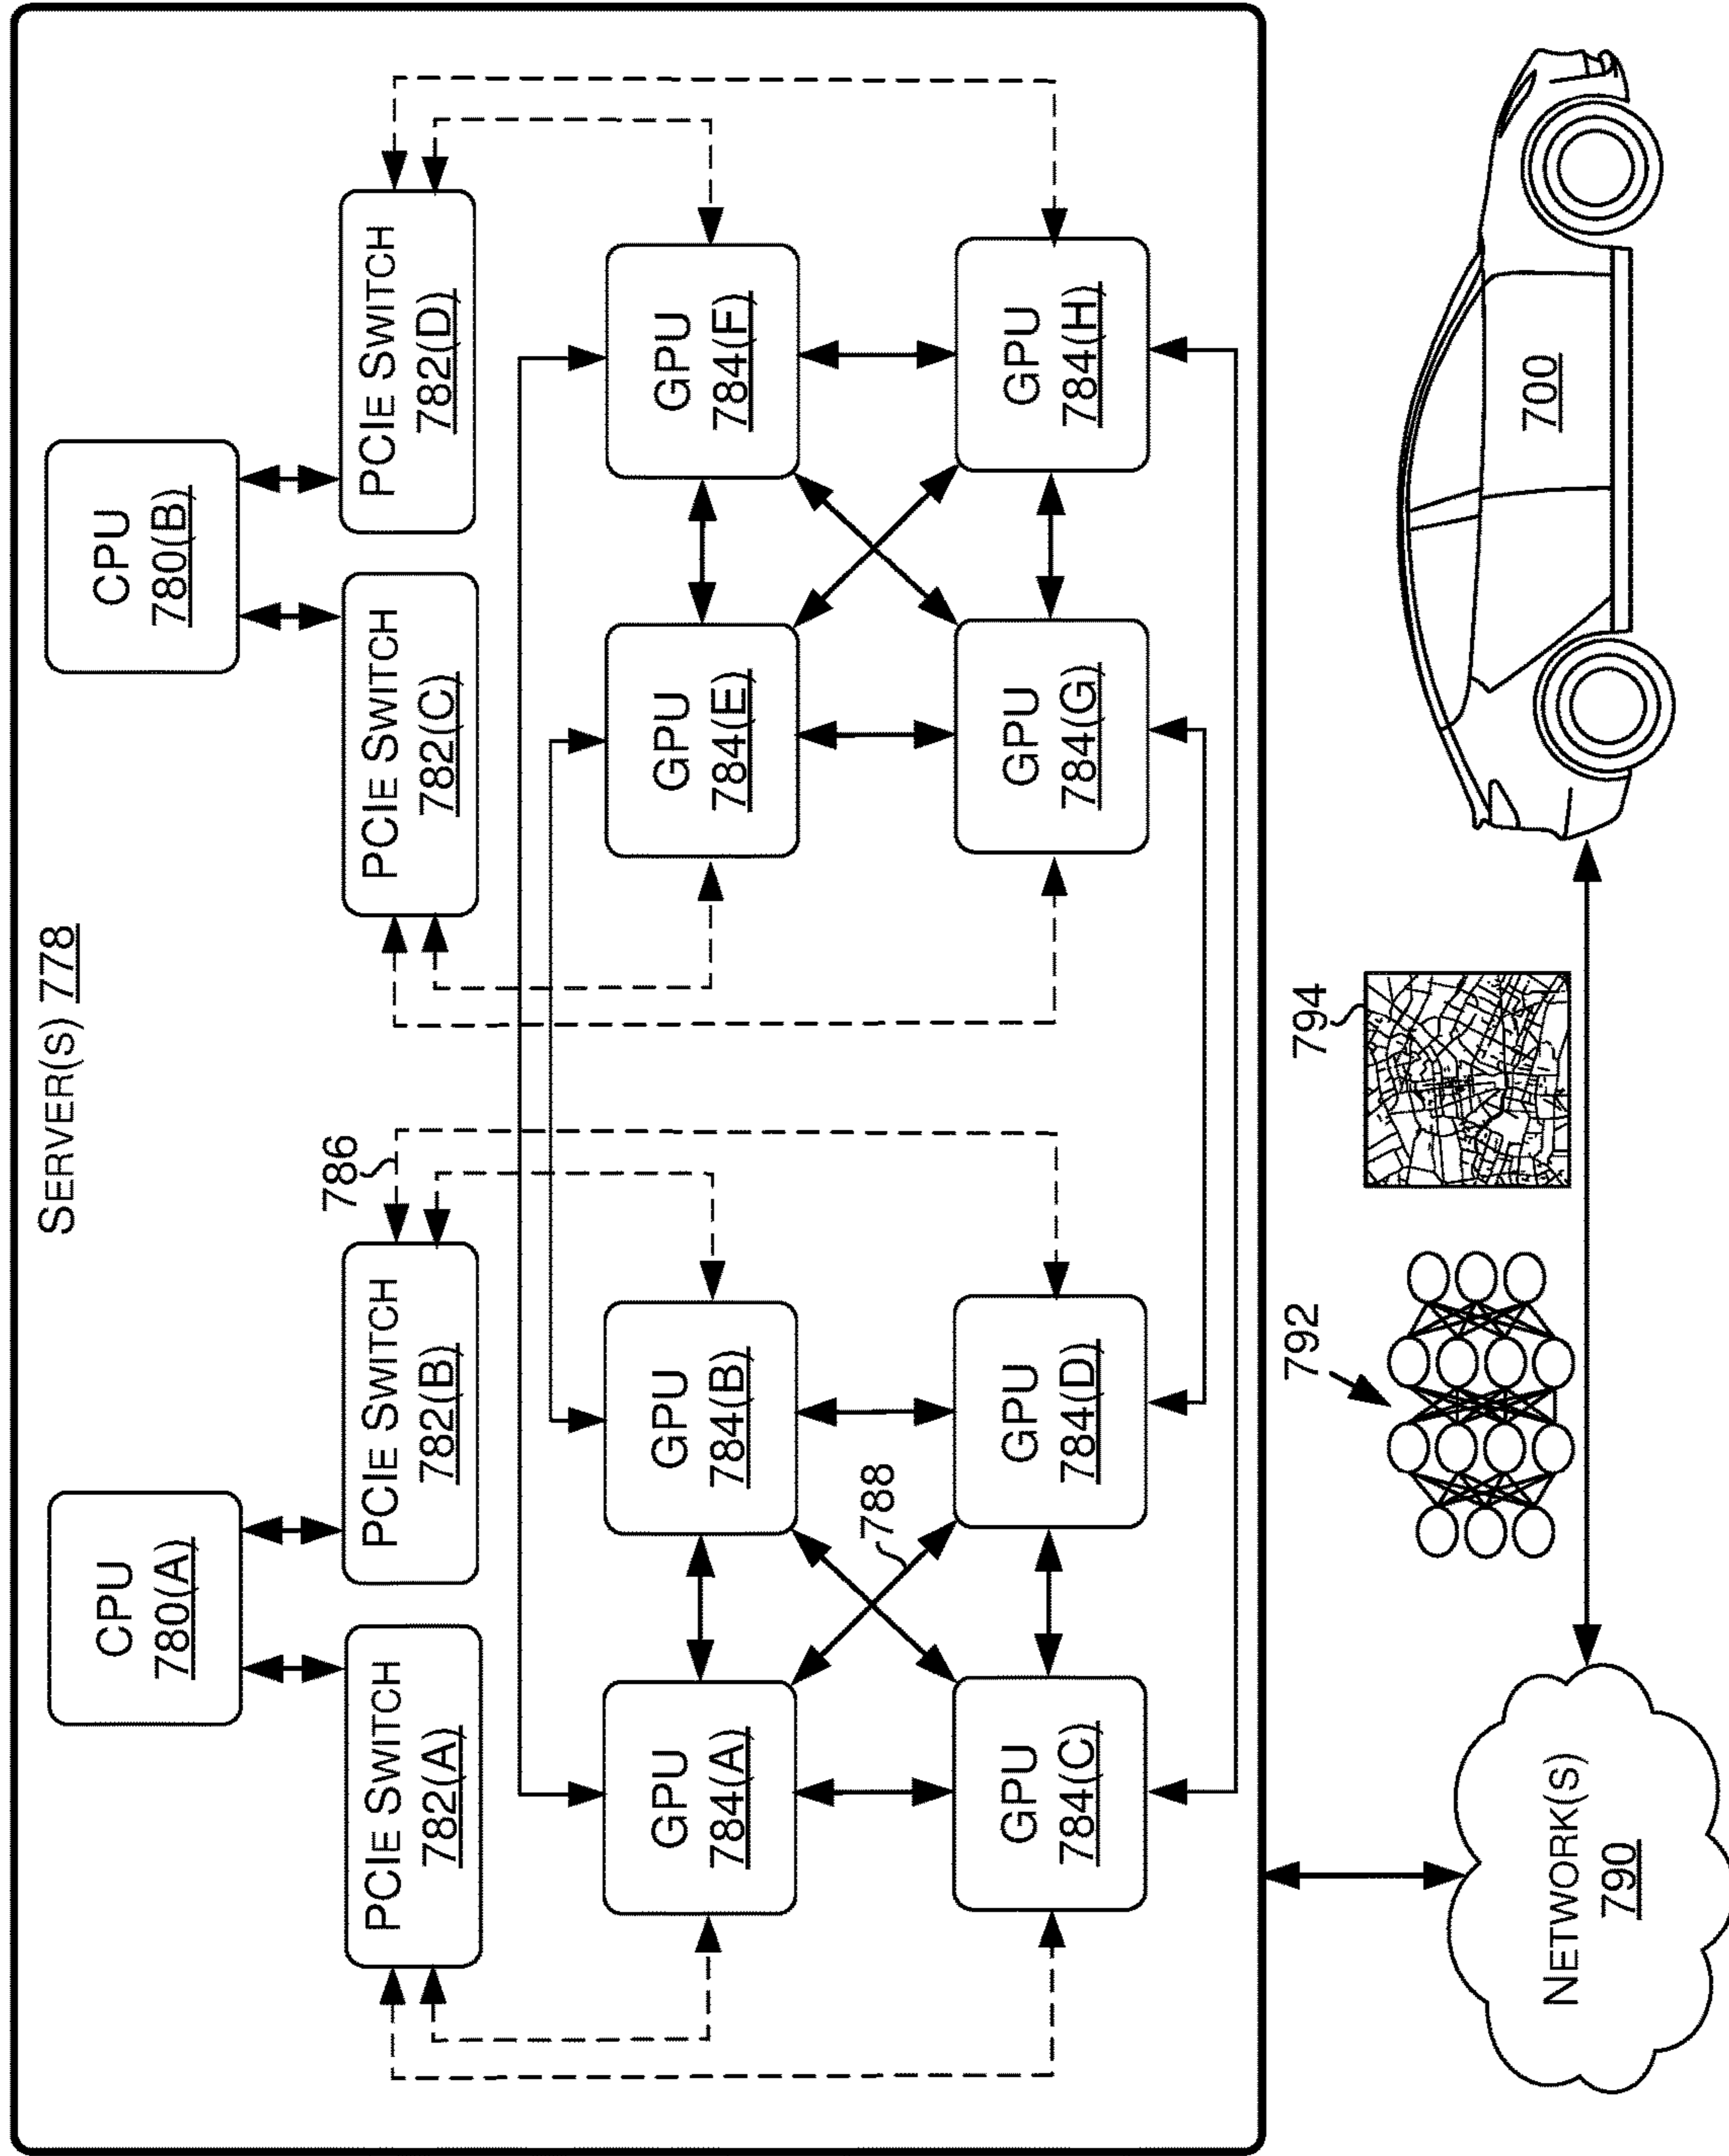 SERVER(S) 778
CPU
780(A)
CPU
780(B)
PCIE SWITCH
782(A)
PCIE SWITCH
782(B)
786
PCIE SWITCH
782(C)
PCIE SWITCH
782(D)
GPU
784(A)
GPU
784(B)
GPU
784(E)
GPU
784(F)
788
GPU
784(C)
GPU
784(D)
GPU
784(G)
GPU
784(H)
NETWORK(S)
790
792
794
700